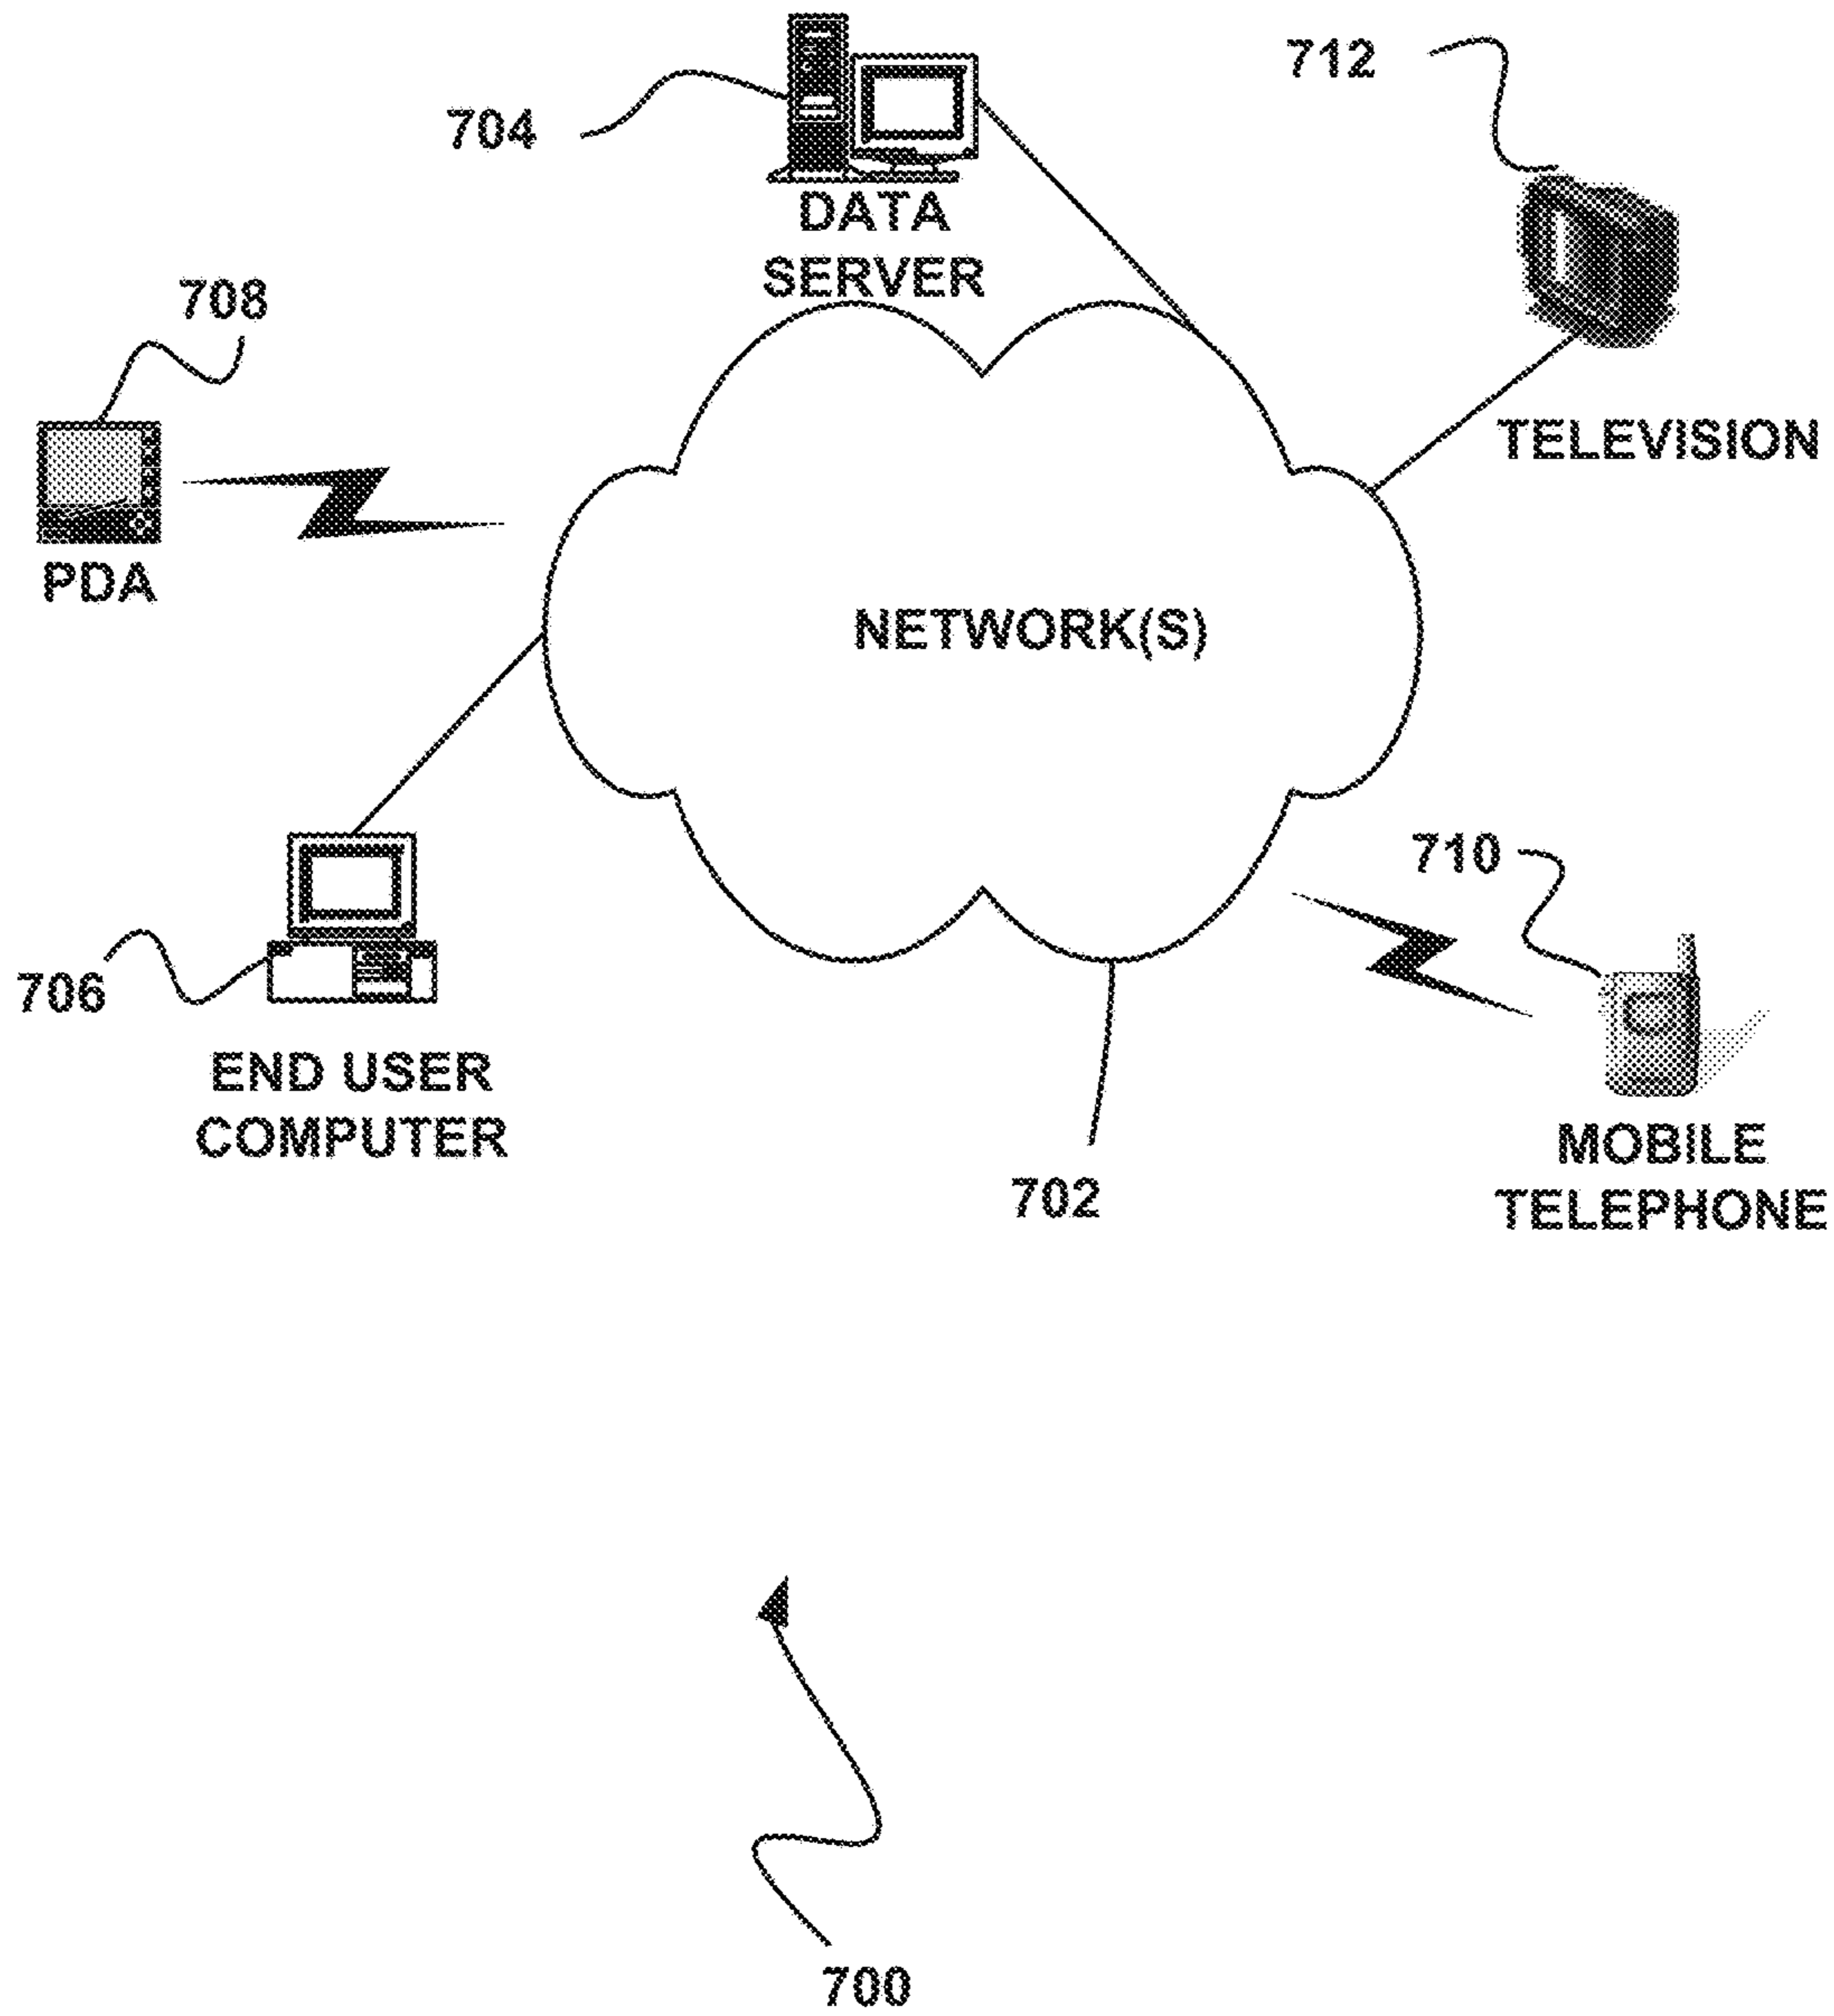 712
704
DATA
SERVER
708
TELEVISION
PDA
NETWORK(S)
710
706
END USER
COMPUTER
MOBILE
TELEPHONE
702
700